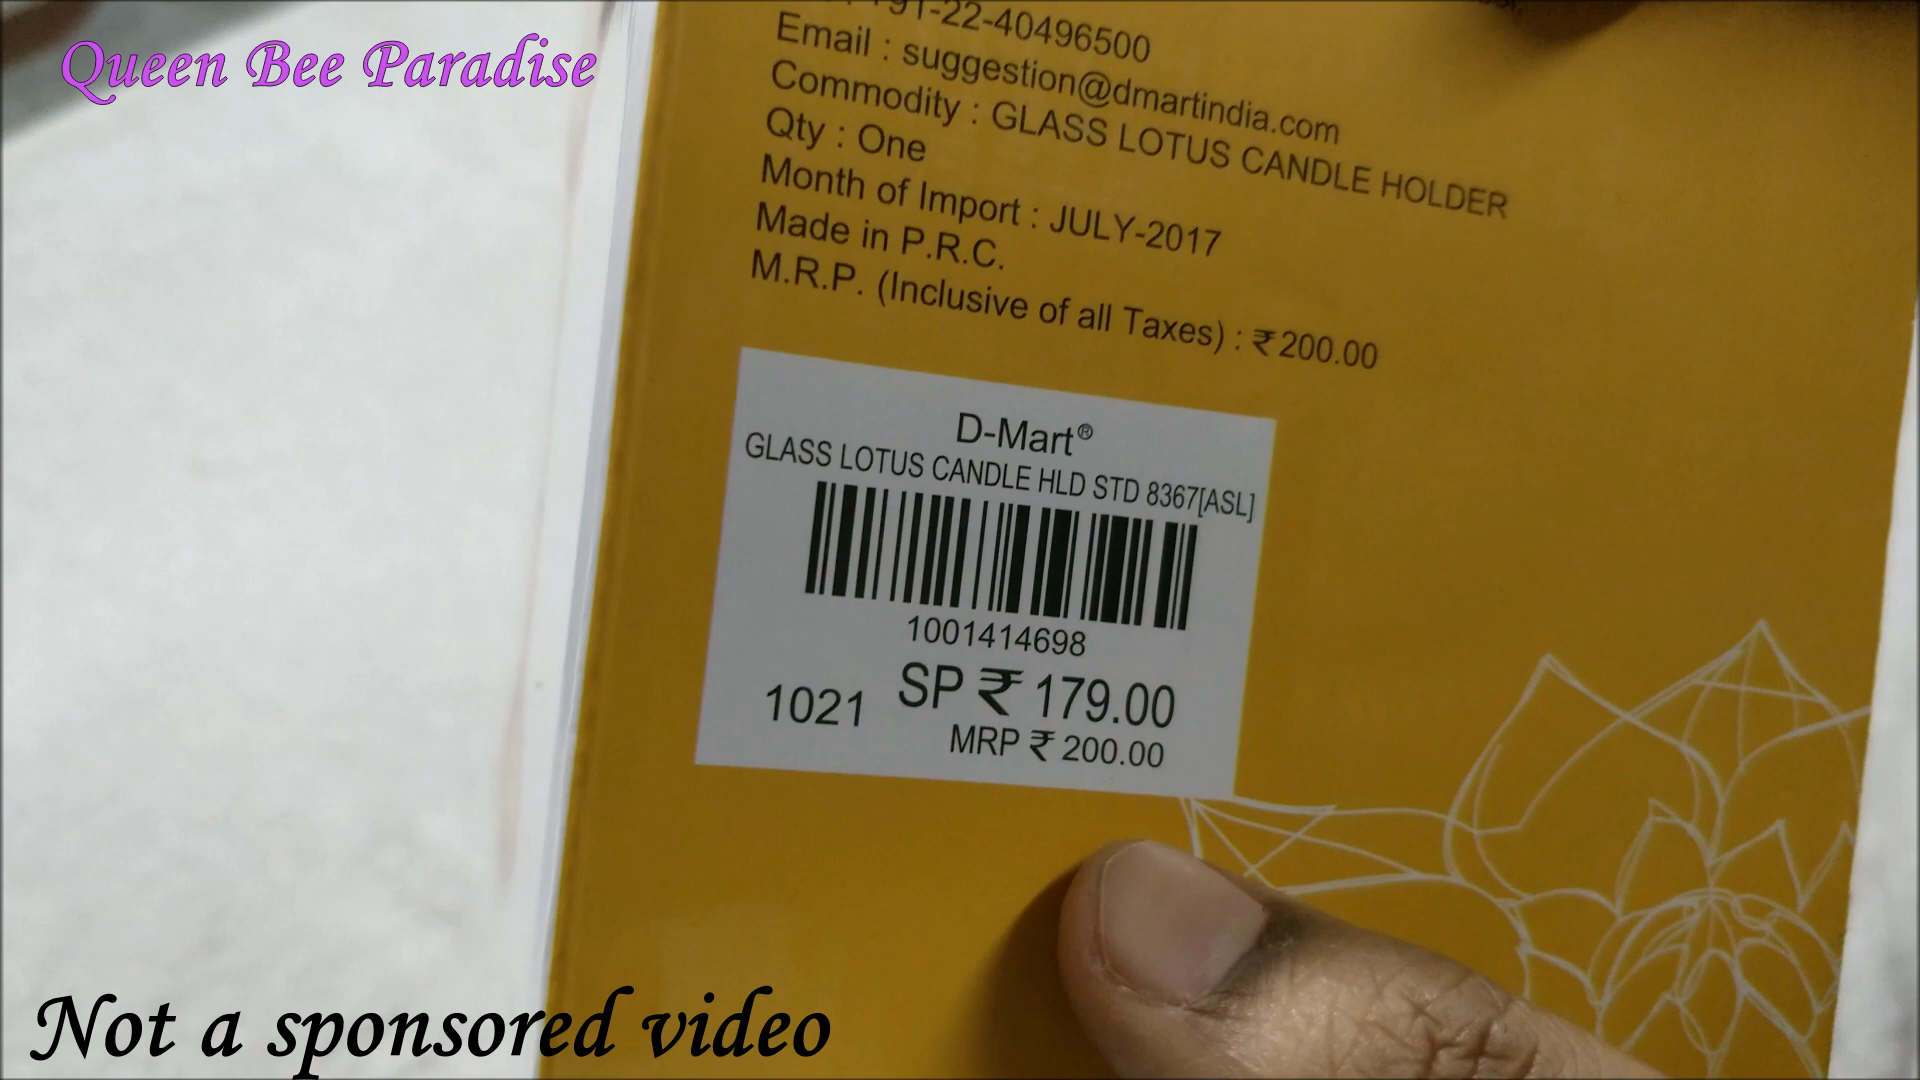 Queen Bee Paradise
91-22-40496500
Email : suggestion@dmartindia.com
Commodity : GLASS LOTUS CANDLE HOLDER
Qty : One
Month of Import : JULY-2017
Made in P.R.C.
M.R.P. (Inclusive of all Taxes) : ₹200.00
D-Mart®
GLASS LOTUS CANDLE HLD STD 8367[ASL]
1001414698
1021 SP ₹ 179.00
MRP ₹ 200.00
Not a sponsored video